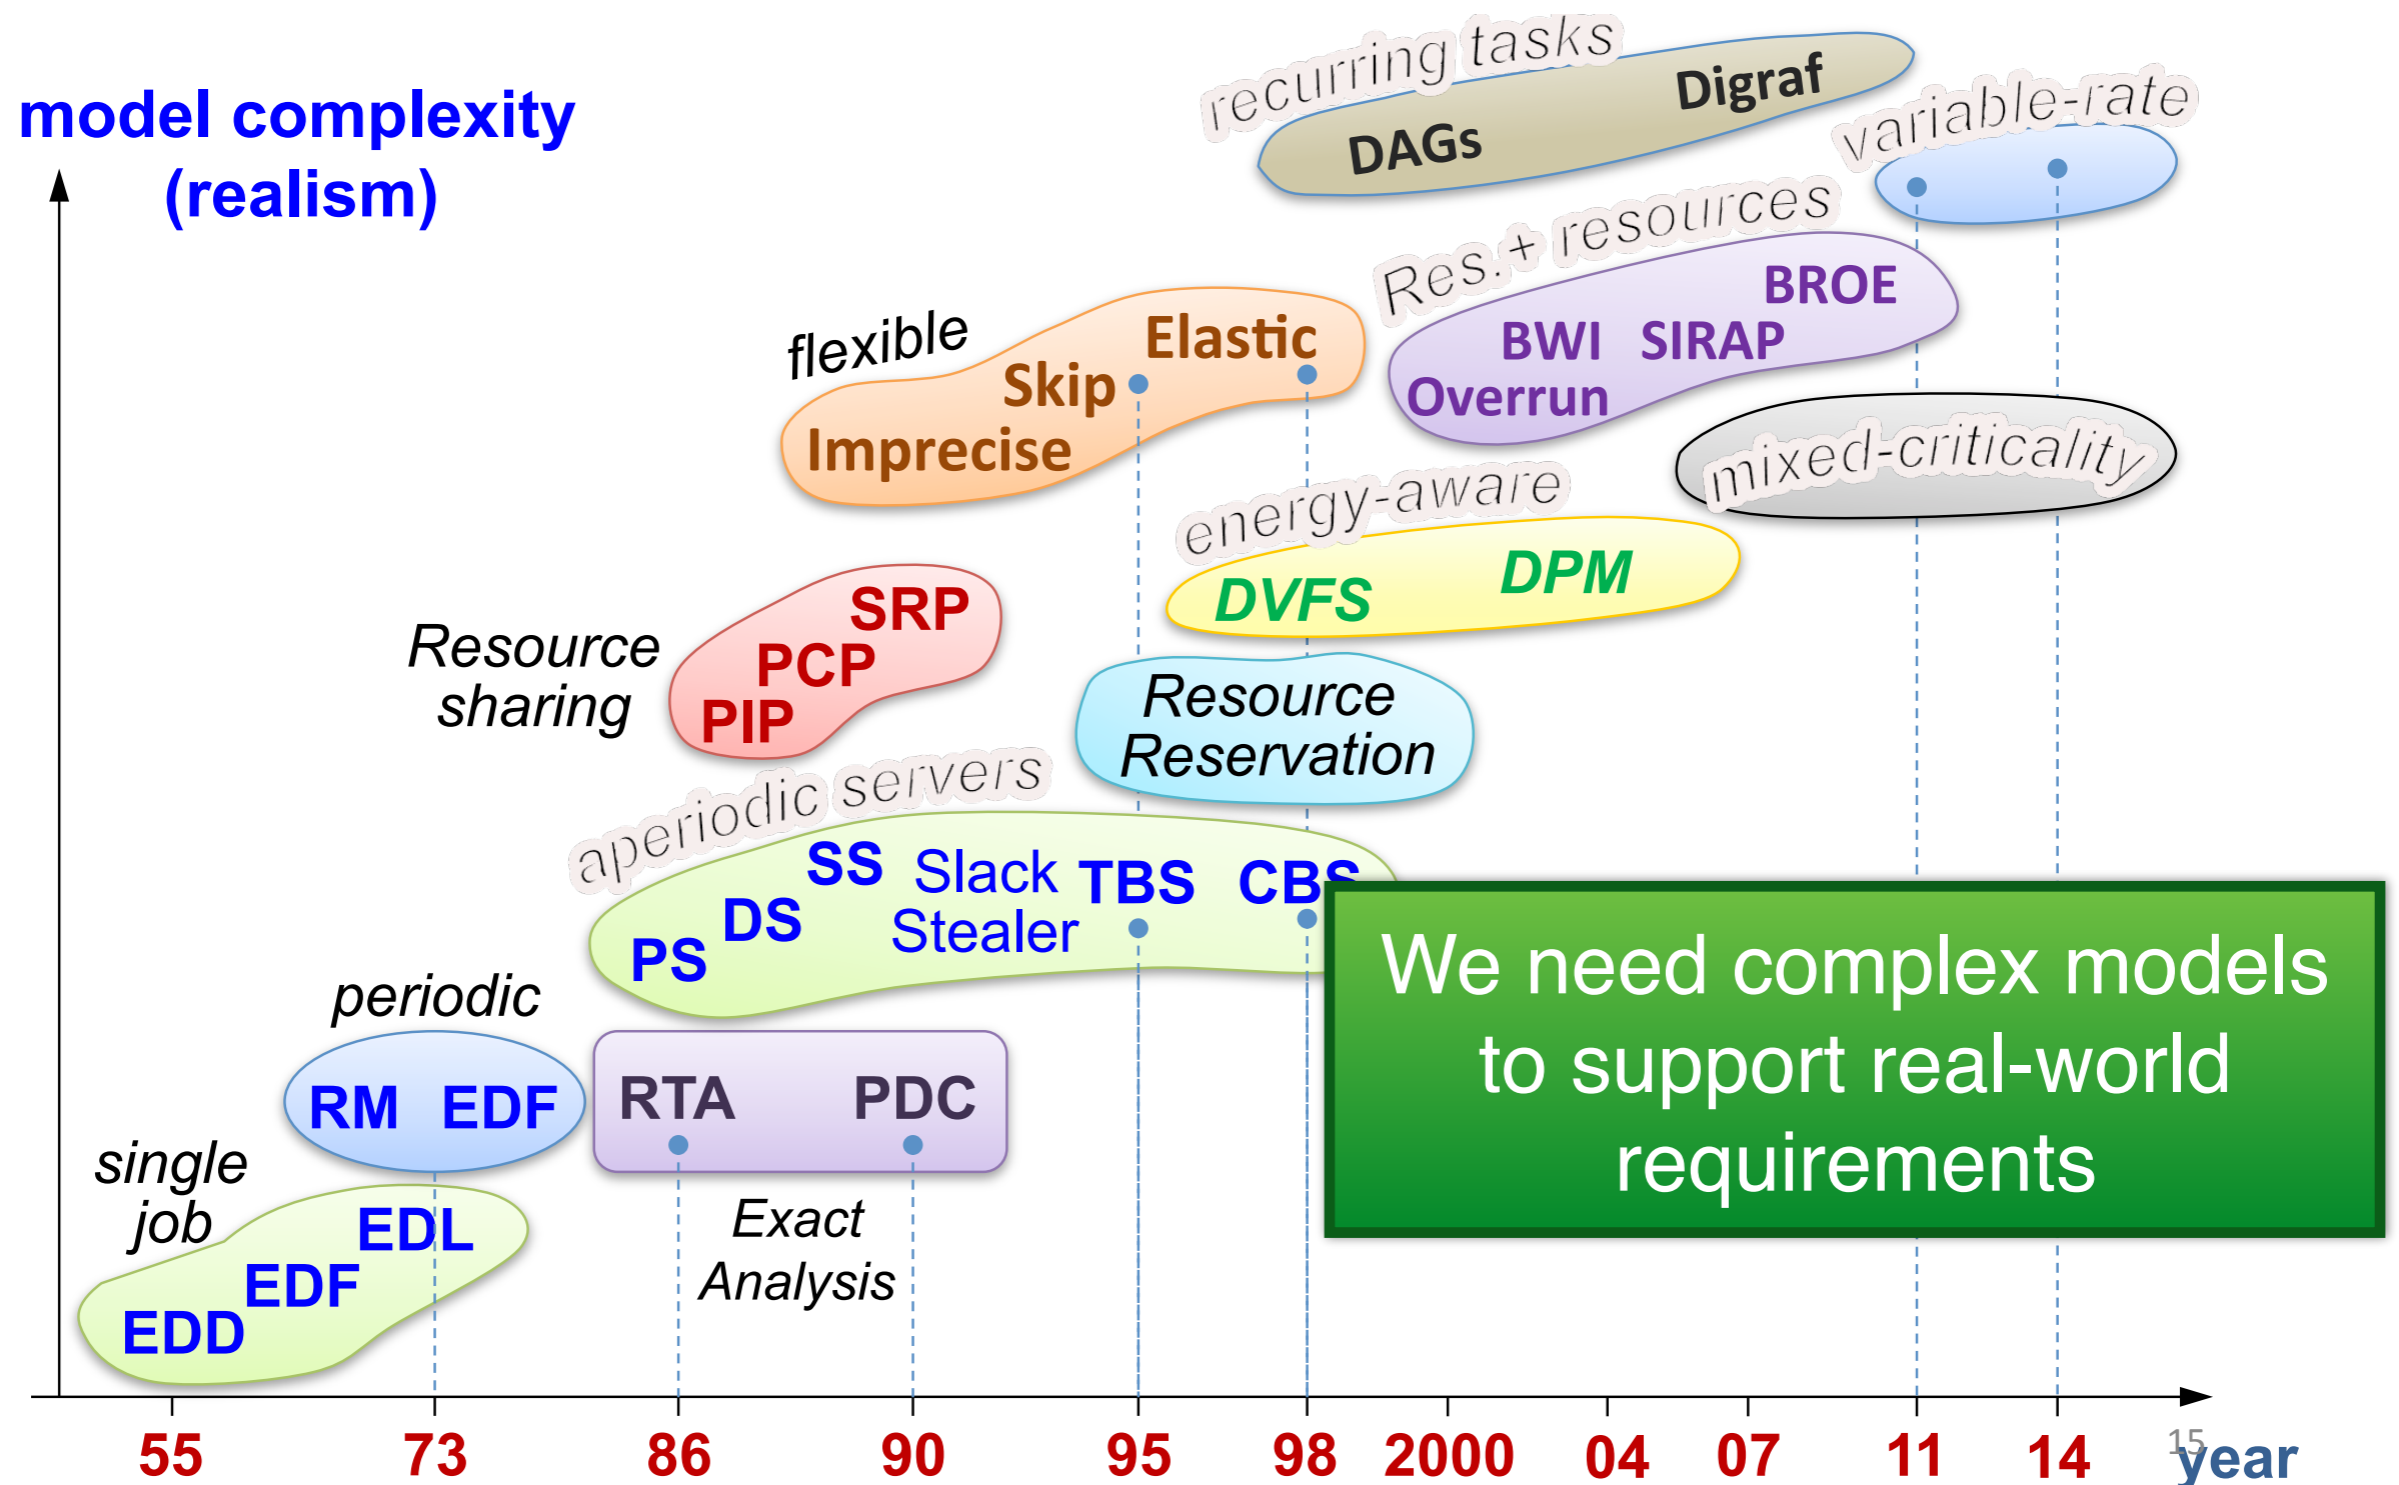 recurring tasks
Digraf
DAGs
variable-rate
model complexity
(realism)
Res.+ resources
BROE
BWI SIRAP
Overrun
flexible
Elastic
Skip
Imprecise
mixed-criticality
energy-aware
DVFS
DPM
Resource
sharing
SRP
PCP
PIP
Resource
Reservation
aperiodic servers
SS
Slack
Stealer
TBS
CBS
DS
PS
We need complex models
to support real-world
requirements
periodic
RM EDF
RTA PDC
Exact
Analysis
single
job
EDL
EDF
EDD
55 73 86 90 95 98 2000 04 07 11 14
15
year